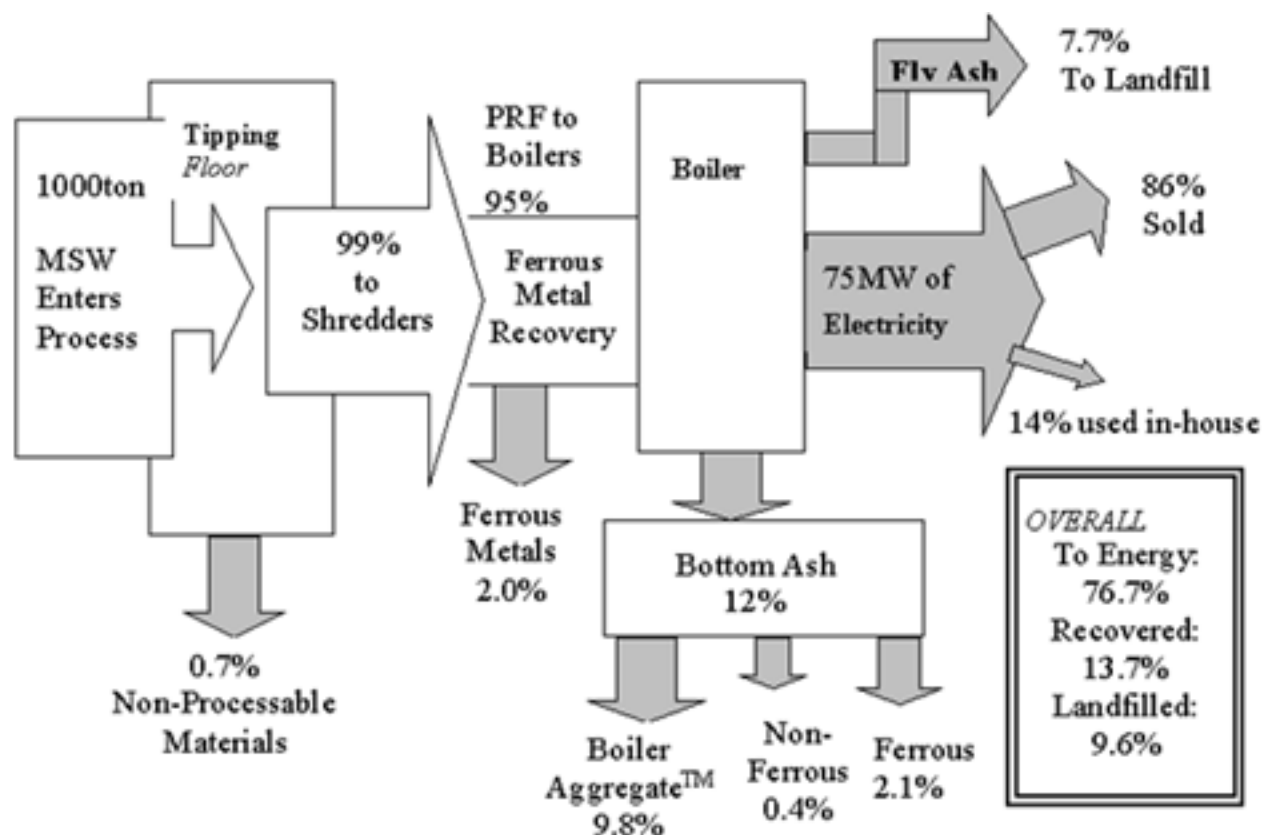 1000ton
MSW
Enters
Process
Tipping
Floor
99%
to
Shredders
PRF to
Boilers
95%
Ferrous
Metal
Recovery
Boiler
Fly Ash
7.7%
To Landfill
75MW of
Electricity
86%
Sold
14% used in-house
0.7%
Non-Processable
Materials
Ferrous
Metals
2.0%
Bottom Ash
12%
Boiler
Aggregate™
9.8%
Non-
Ferrous
0.4%
Ferrous
2.1%
OVERALL
To Energy:
76.7%
Recovered:
13.7%
Landfilled:
9.6%